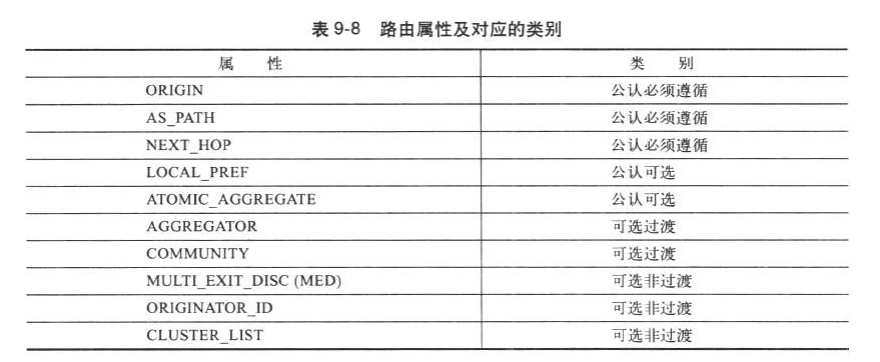 表 9-8 路由属性及对应的类别
属 性 类 别
ORIGIN 公认必须遵循
AS_PATH 公认必须遵循
NEXT_HOP 公认必须遵循
LOCAL_PREF 公认可选
ATOMIC_AGGREGATE 公认可选
AGGREGATOR 可选过渡
COMMUNITY 可选过渡
MULTI_EXIT_DISC (MED) 可选非过渡
ORIGINATOR_ID 可选非过渡
CLUSTER_LIST 可选非过渡